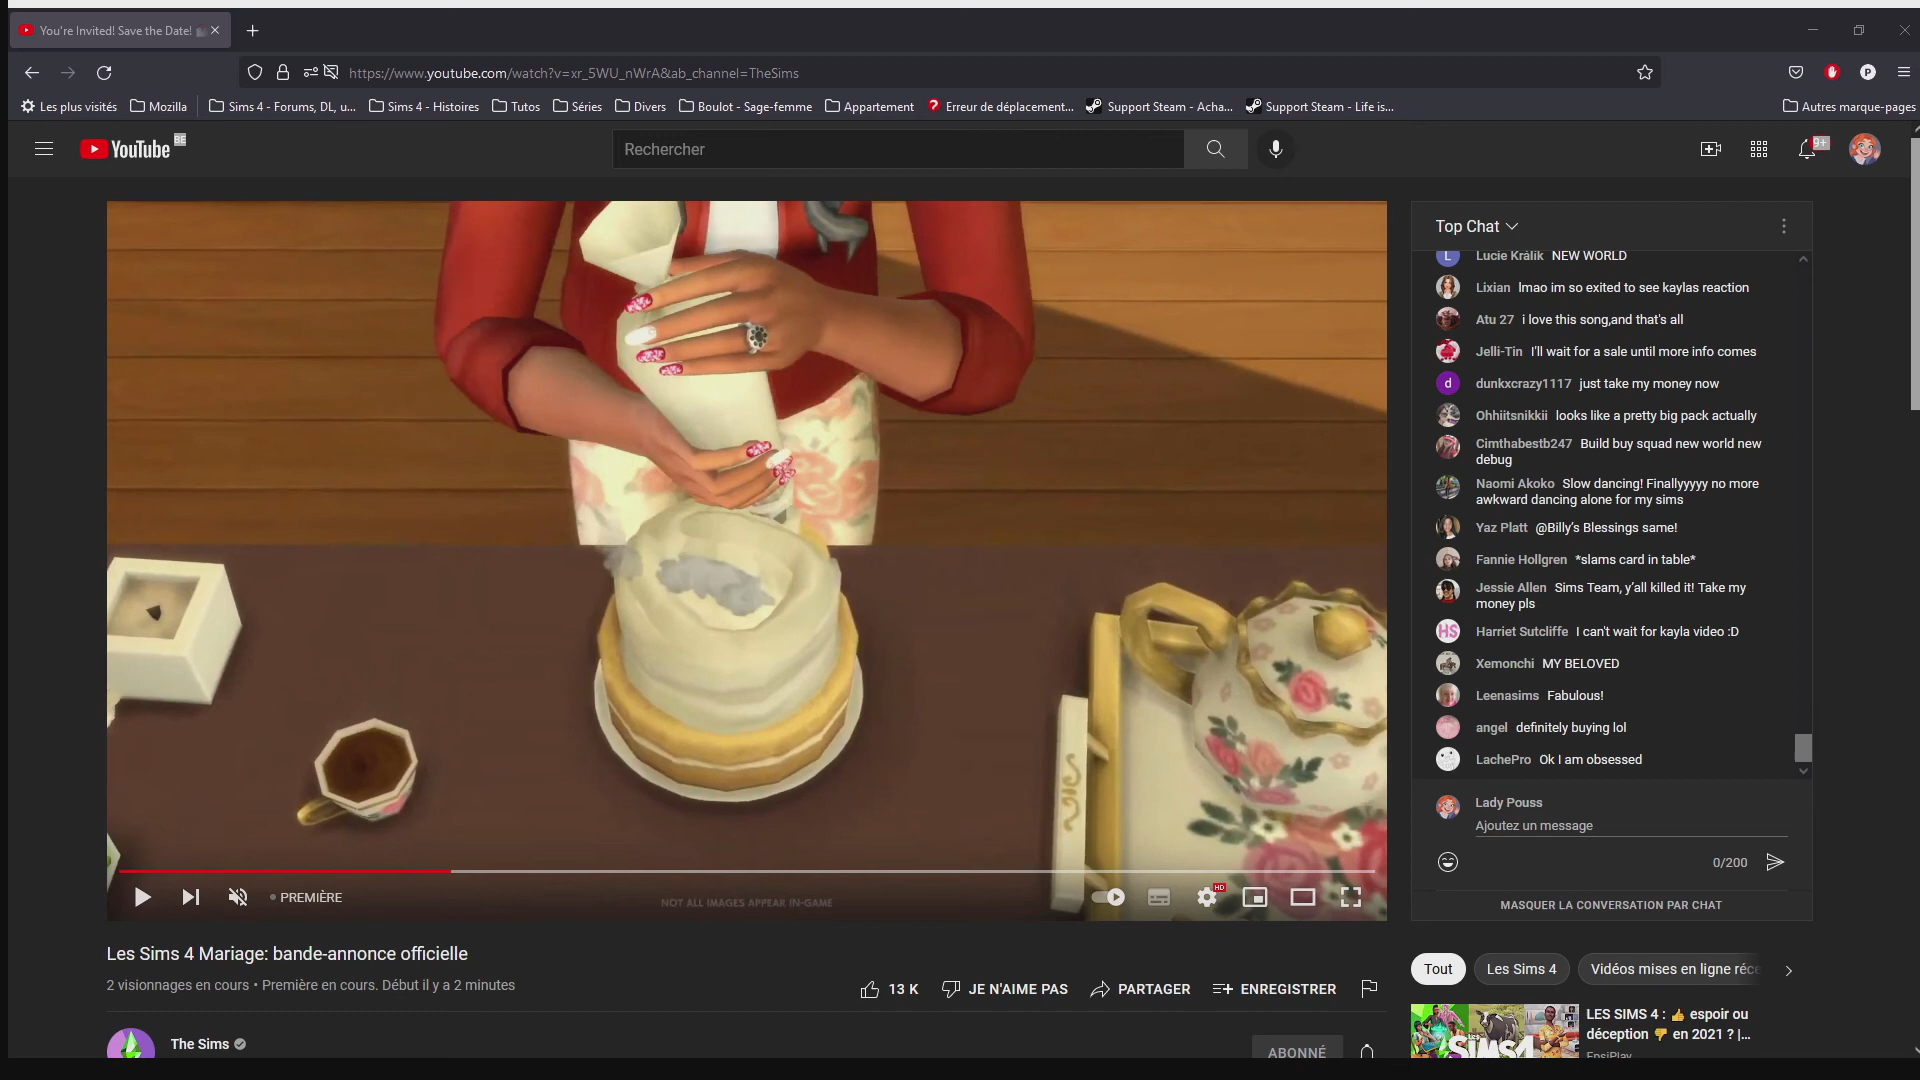 You're Invited! Save the Date!
https://www.youtube.com/watch?v=xr_5WU_nWrA&ab_channel=TheSims
Les plus visités
Mozilla
Sims 4 - Forums, DL, u...
Sims 4 - Histoires
Tutos
Séries
Divers
Boulot - Sage-femme
Appartement
Erreur de déplacement...
Support Steam - Acha...
Support Steam - Life is...
Autres marque-pages
YouTube BE
Rechercher
9+
Top Chat
L Lucie Králík NEW WORLD
Lixian lmao im so exited to see kaylas reaction
Atu 27 i love this song,and that's all
Jelli-Tin I'll wait for a sale until more info comes
d dunkxcrazy1117 just take my money now
Ohhiitsnikkii looks like a pretty big pack actually
Cimthabestb247 Build buy squad new world new
debug
Naomi Akoko Slow dancing! Finallyyyyy no more
awkward dancing alone for my sims
Yaz Platt @Billy’s Blessings same!
Fannie Hollgren *slams card in table*
Jessie Allen Sims Team, y’all killed it! Take my
money pls
HS Harriet Sutcliffe I can't wait for kayla video :D
Xemonchi MY BELOVED
Leenasims Fabulous!
angel definitely buying lol
LachePro Ok I am obsessed
Lady Pouss
Ajoutez un message
0/200
MASQUER LA CONVERSATION PAR CHAT
PREMIÈRE
NOT ALL IMAGES APPEAR IN-GAME
HD
Les Sims 4 Mariage: bande-annonce officielle
2 visionnages en cours • Première en cours. Début il y a 2 minutes
13 K
JE N'AIME PAS
PARTAGER
ENREGISTRER
The Sims
ABONNÉ
Tout
Les Sims 4
Vidéos mises en ligne réce
LES SIMS 4 : 👍 espoir ou
déception 👎 en 2021 ? |...
EpsiPlay
SIMS4
P